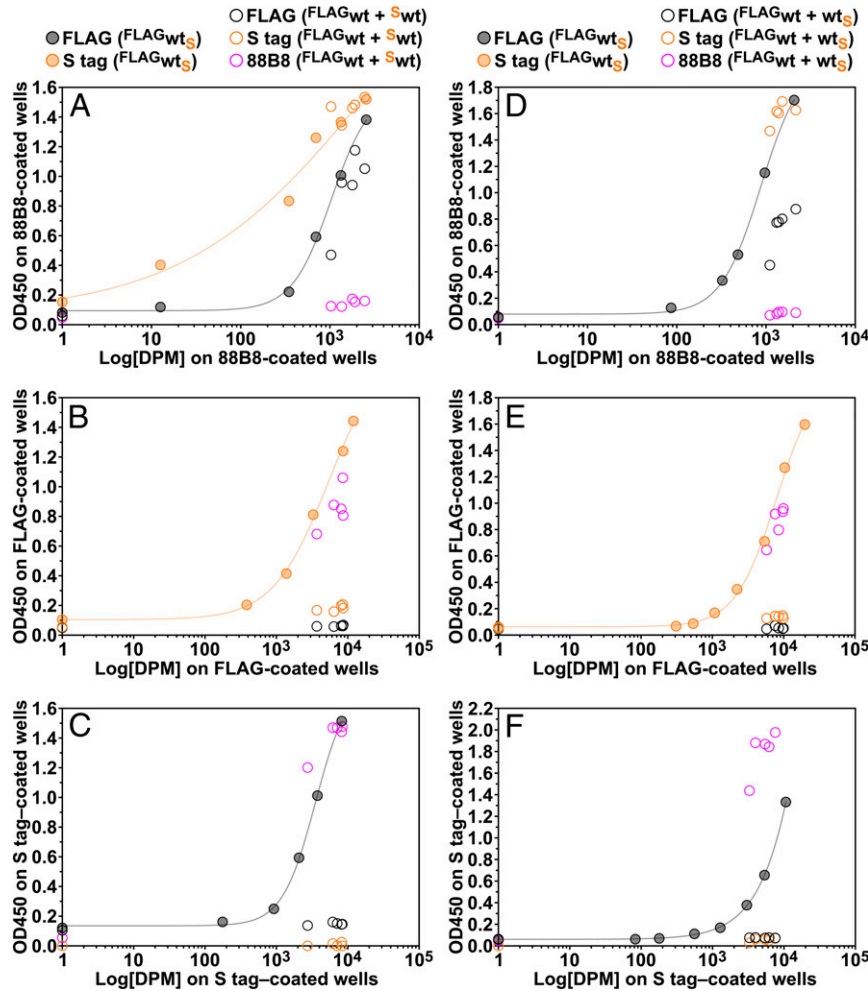 FLAG (FLAGwt + Swt)
FLAG (FLAGwtS)
S tag (FLAGwt + Swt)
S tag (FLAGwtS)
88B8 (FLAGwt + Swt)
FLAG (FLAGwt + wtS)
FLAG (FLAGwtS)
S tag (FLAGwt + wtS)
S tag (FLAGwtS)
88B8 (FLAGwt + wtS)
A
OD450 on 88B8-coated wells
1.6
1.4
1.2
1.0
0.8
0.6
0.4
0.2
0.0
1 10¹ 10² 10³ 10⁴
Log[DPM] on 88B8-coated wells
D
OD450 on 88B8-coated wells
1.8
1.6
1.4
1.2
1.0
0.8
0.6
0.4
0.2
0.0
1 10¹ 10² 10³ 10⁴
Log[DPM] on 88B8-coated wells
B
OD450 on FLAG-coated wells
1.6
1.4
1.2
1.0
0.8
0.6
0.4
0.2
0.0
1 10¹ 10² 10³ 10⁴ 10⁵
Log[DPM] on FLAG-coated wells
E
OD450 on FLAG-coated wells
1.8
1.6
1.4
1.2
1.0
0.8
0.6
0.4
0.2
0.0
1 10¹ 10² 10³ 10⁴ 10⁵
Log[DPM] on FLAG-coated wells
C
OD450 on S tag–coated wells
1.6
1.4
1.2
1.0
0.8
0.6
0.4
0.2
0.0
1 10¹ 10² 10³ 10⁴ 10⁵
Log[DPM] on S tag–coated wells
F
OD450 on S tag–coated wells
2.2
2.0
1.8
1.6
1.4
1.2
1.0
0.8
0.6
0.4
0.2
0.0
1 10¹ 10² 10³ 10⁴ 10⁵
Log[DPM] on S tag–coated wells